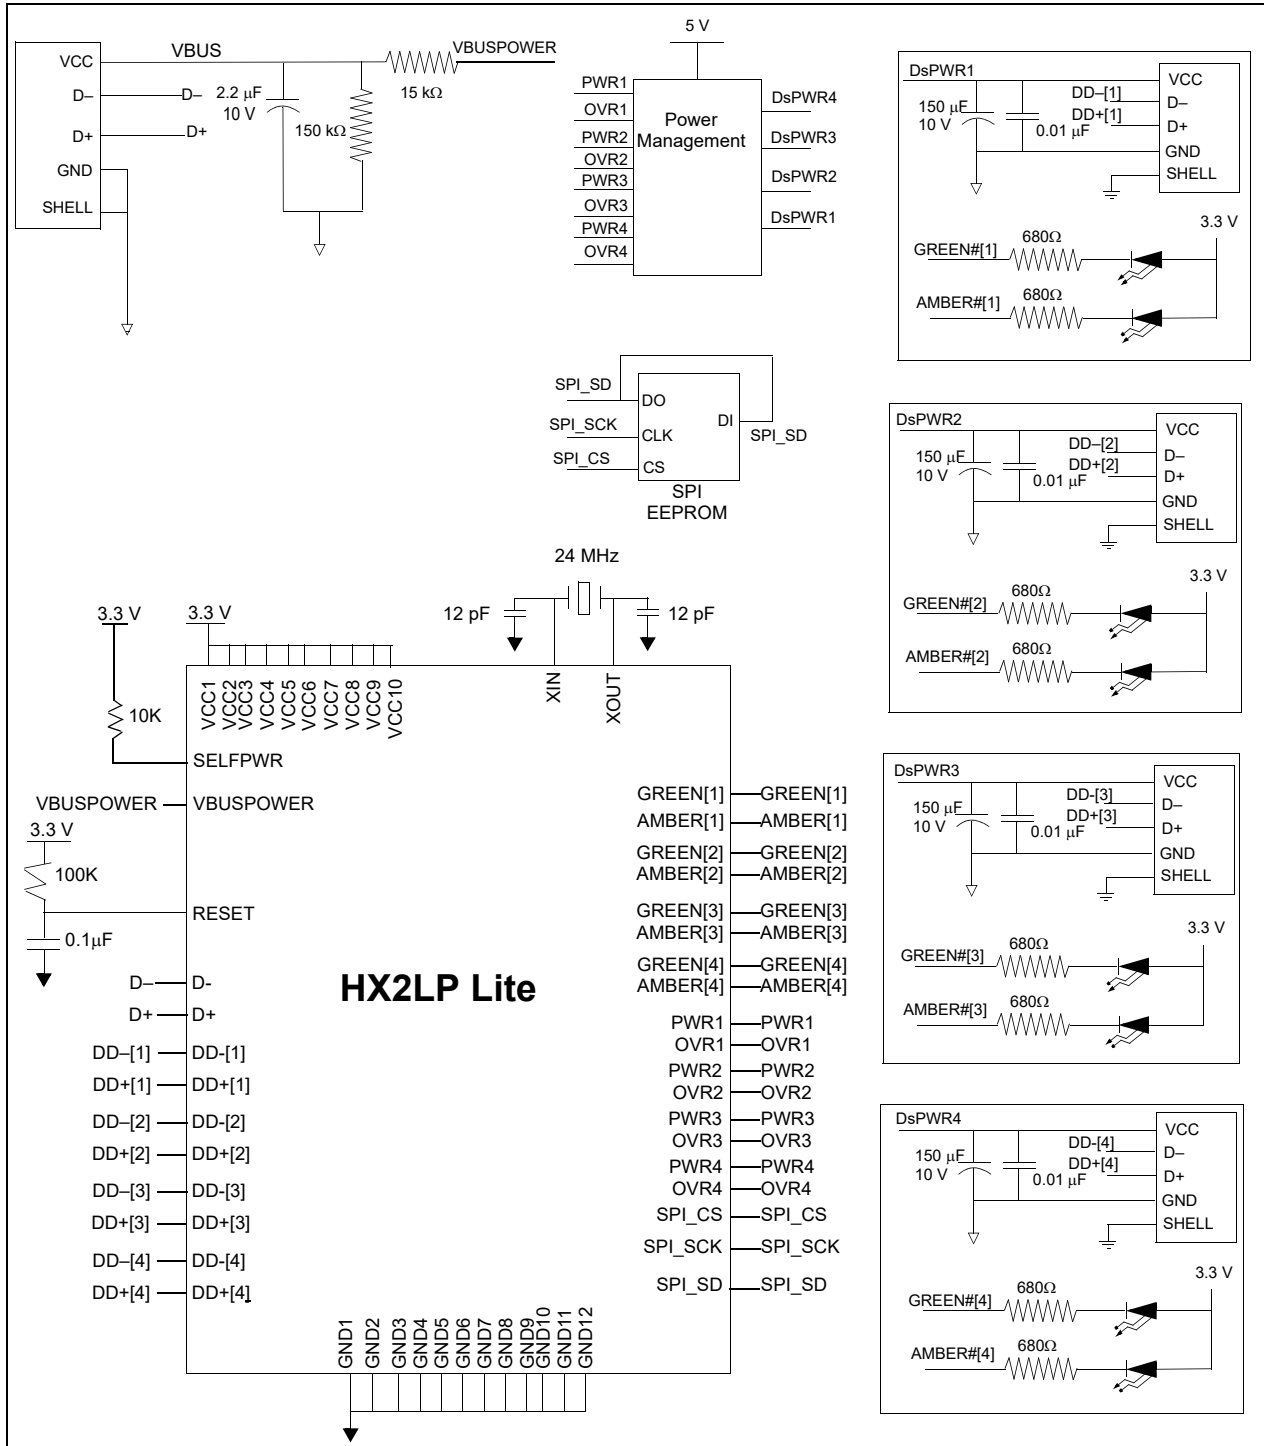 VCC
D–
D+
GND
SHELL
VBUS
D–
D+
2.2 μF
10 V
150 kΩ
15 kΩ
VBUSPOWER
5 V
PWR1
OVR1
PWR2
OVR2
PWR3
OVR3
PWR4
OVR4
Power
Management
DsPWR4
DsPWR3
DsPWR2
DsPWR1
SPI_SD
SPI_SCK
SPI_CS
DO
CLK
CS
DI
SPI_SD
SPI
EEPROM
24 MHz
12 pF
12 pF
3.3 V
3.3 V
10K
VCC1
VCC2
VCC3
VCC4
VCC5
VCC6
VCC7
VCC8
VCC9
VCC10
XIN
XOUT
SELFPWR
VBUSPOWER
VBUSPOWER
3.3 V
100K
RESET
0.1μF
HX2LP Lite
D–
D-
D+
D+
DD–[1]
DD-[1]
DD+[1]
DD+[1]
DD–[2]
DD-[2]
DD+[2]
DD+[2]
DD–[3]
DD-[3]
DD+[3]
DD+[3]
DD–[4]
DD-[4]
DD+[4]
DD+[4]
GREEN[1]
GREEN[1]
AMBER[1]
AMBER[1]
GREEN[2]
GREEN[2]
AMBER[2]
AMBER[2]
GREEN[3]
GREEN[3]
AMBER[3]
AMBER[3]
GREEN[4]
GREEN[4]
AMBER[4]
AMBER[4]
PWR1
PWR1
OVR1
OVR1
PWR2
PWR2
OVR2
OVR2
PWR3
PWR3
OVR3
OVR3
PWR4
PWR4
OVR4
OVR4
SPI_CS
SPI_CS
SPI_SCK
SPI_SCK
SPI_SD
SPI_SD
GND1
GND2
GND3
GND4
GND5
GND6
GND7
GND8
GND9
GND10
GND11
GND12
DsPWR1
150 μF
10 V
0.01 μF
DD–[1]
DD+[1]
VCC
D–
D+
GND
SHELL
3.3 V
GREEN#[1]
680Ω
AMBER#[1]
680Ω
DsPWR2
150 μF
10 V
0.01 μF
DD–[2]
DD+[2]
VCC
D–
D+
GND
SHELL
3.3 V
GREEN#[2]
680Ω
AMBER#[2]
680Ω
DsPWR3
150 μF
10 V
0.01 μF
DD-[3]
DD+[3]
VCC
D–
D+
GND
SHELL
3.3 V
GREEN#[3]
680Ω
AMBER#[3]
680Ω
DsPWR4
150 μF
10 V
0.01 μF
DD-[4]
DD+[4]
VCC
D–
D+
GND
SHELL
3.3 V
GREEN#[4]
680Ω
AMBER#[4]
680Ω